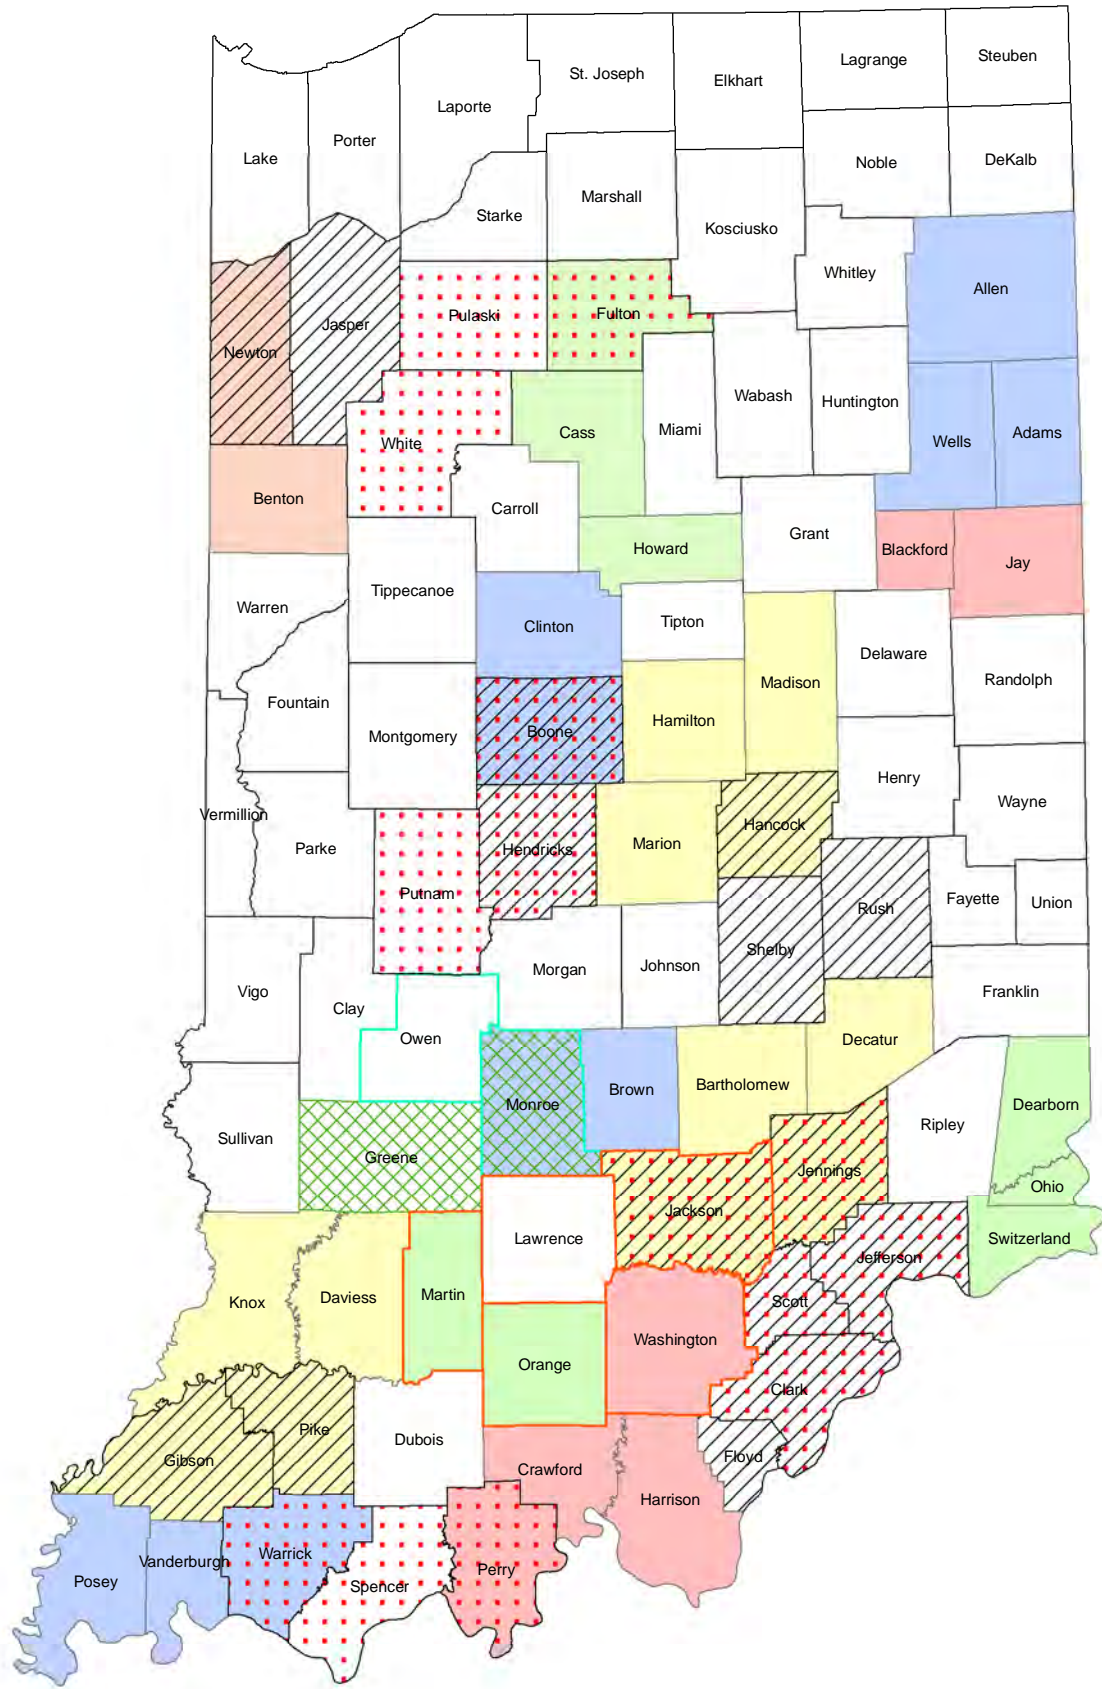 Steuben
Lagrange
St. Joseph
Elkhart
Laporte
Porter
Lake
Noble
DeKalb
Marshall
Starke
Kosciusko
Whitley
Allen
Pulaski
Fulton
Jasper
Newton
Wabash
Huntington
Miami
Cass
White
Wells
Adams
Benton
Carroll
Grant
Howard
Blackford
Jay
Tippecanoe
Warren
Clinton
Tipton
Delaware
Randolph
Madison
Fountain
Hamilton
Boone
Montgomery
Henry
Wayne
Vermillion
Hancock
Marion
Parke
Hendricks
Putnam
Fayette
Union
Rush
Shelby
Morgan
Johnson
Vigo
Franklin
Clay
Owen
Decatur
Bartholomew
Brown
Monroe
Dearborn
Ripley
Sullivan
Greene
Jennings
Ohio
Jackson
Lawrence
Switzerland
Jefferson
Martin
Daviess
Knox
Scott
Washington
Orange
Clark
Pike
Dubois
Floyd
Gibson
Crawford
Harrison
Warrick
Vanderburgh
Perry
Posey
Spencer